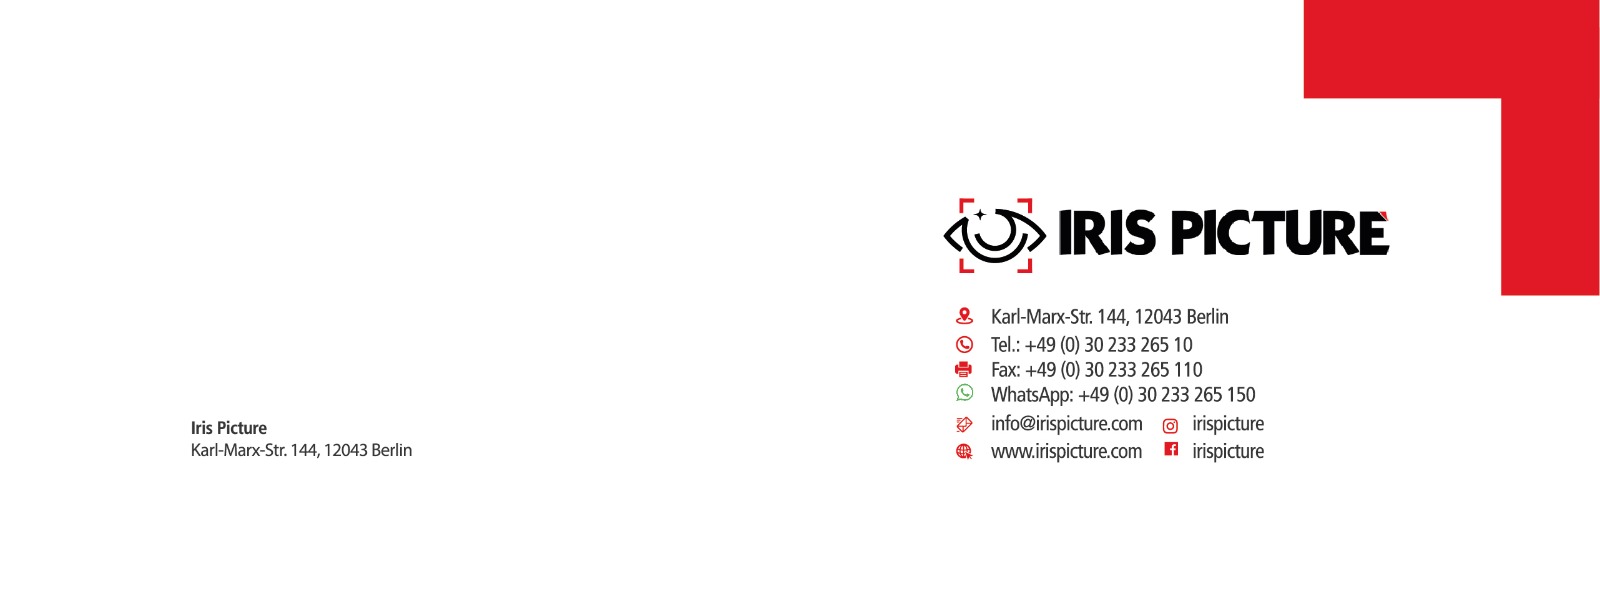 IRIS PICTURE
Karl-Marx-Str. 144, 12043 Berlin
Tel.: +49 (0) 30 233 265 10
Fax: +49 (0) 30 233 265 110
WhatsApp: +49 (0) 30 233 265 150
info@irispicture.com irispicture
www.irispicture.com irispicture
Iris Picture
Karl-Marx-Str. 144, 12043 Berlin